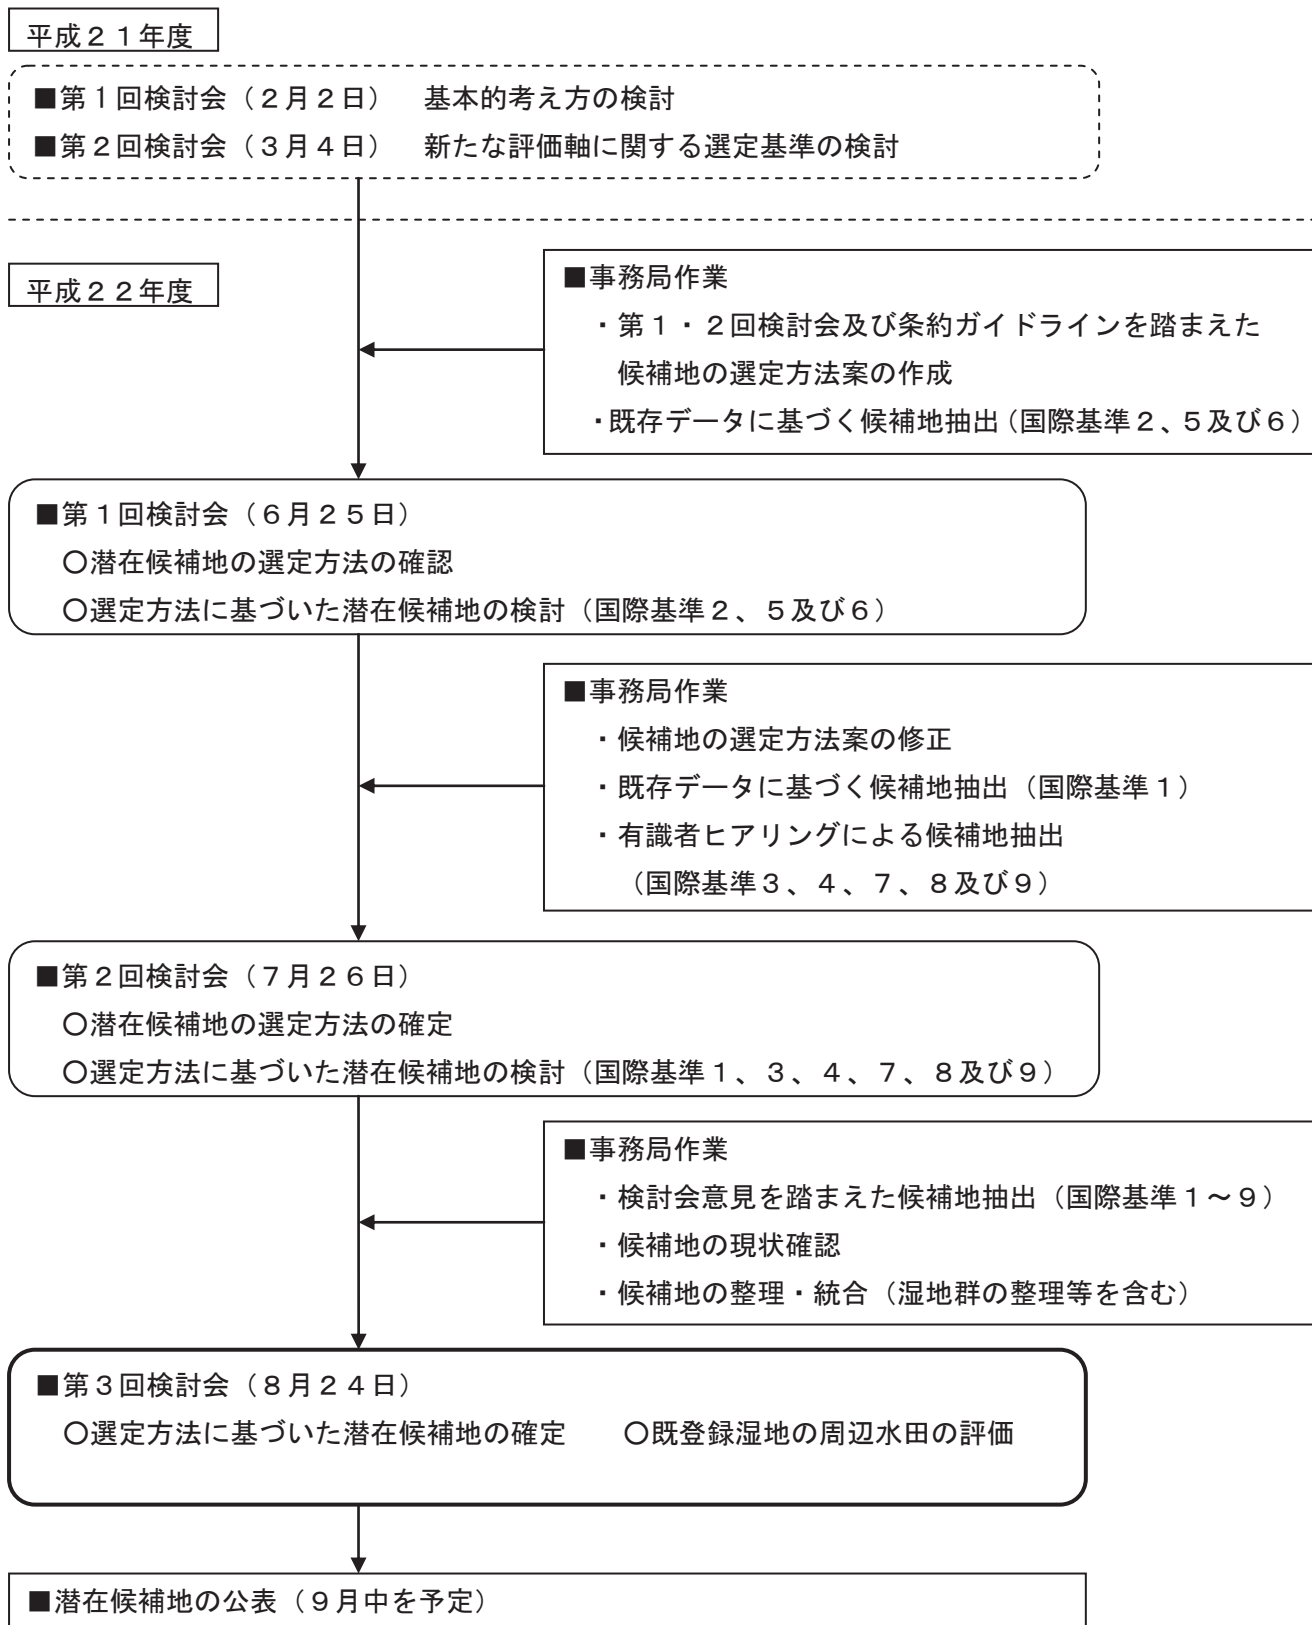 平成２１年度
■第１回検討会（２月２日）　基本的考え方の検討
■第２回検討会（３月４日）　新たな評価軸に関する選定基準の検討
平成２２年度
■事務局作業
・第１・２回検討会及び条約ガイドラインを踏まえた
候補地の選定方法案の作成
・既存データに基づく候補地抽出（国際基準２、５及び６）
■第１回検討会（６月２５日）
○潜在候補地の選定方法の確認
○選定方法に基づいた潜在候補地の検討（国際基準２、５及び６）
■事務局作業
・候補地の選定方法案の修正
・既存データに基づく候補地抽出（国際基準１）
・有識者ヒアリングによる候補地抽出
（国際基準３、４、７、８及び９）
■第２回検討会（７月２６日）
○潜在候補地の選定方法の確定
○選定方法に基づいた潜在候補地の検討（国際基準１、３、４、７、８及び９）
■事務局作業
・検討会意見を踏まえた候補地抽出（国際基準１～９）
・候補地の現状確認
・候補地の整理・統合（湿地群の整理等を含む）
■第３回検討会（８月２４日）
○選定方法に基づいた潜在候補地の確定　　○既登録湿地の周辺水田の評価
■潜在候補地の公表（９月中を予定）